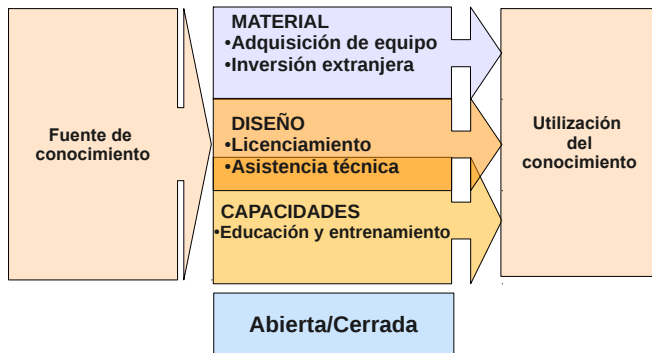 Fuente de
conocimiento
MATERIAL
•Adquisición de equipo
•Inversión extranjera
DISEÑO
•Licenciamiento
•Asistencia técnica
CAPACIDADES
•Educación y entrenamiento
Abierta/Cerrada
Utilización
del
conocimiento